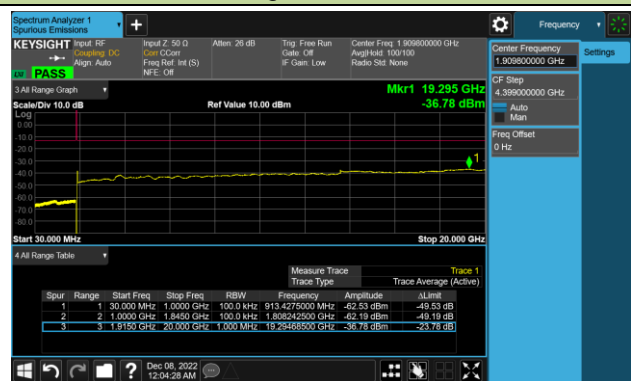 Spectrum Analyzer 1
Spurious Emissions
Frequency
KEYSIGHT Input: RF Input Z: 50 Ω Atten: 26 dB Trig: Free Run Center Freq: 1.909800000 GHz
Coupling: DC Corr CCorr Gate: Off Avg|Hold: 100/100
Align: Auto Freq Ref: Int (S) IF Gain: Low Radio Std: None
PASS NFE: Off
Center Frequency
1.909800000 GHz
Settings
CF Step
4.399000000 GHz
Auto
Man
Freq Offset
0 Hz
3 All Range Graph
Mkr1 19.295 GHz
Scale/Div 10.0 dB Ref Value 10.00 dBm -36.78 dBm
Log
0.00
-10.0
-20.0
-30.0
-40.0
-50.0
-60.0
-70.0
-80.0
1
Start 30.000 MHz Stop 20.000 GHz
4 All Range Table
Measure Trace Trace 1
Trace Type Trace Average (Active)
Spur Range Start Freq Stop Freq RBW Frequency Amplitude ΔLimit
1 1 30.000 MHz 1.0000 GHz 100.0 kHz 913.4275000 MHz -62.53 dBm -49.53 dB
2 2 1.0000 GHz 1.8450 GHz 100.0 kHz 1.808242500 GHz -62.19 dBm -49.19 dB
3 3 1.9150 GHz 20.000 GHz 1.000 MHz 19.29468500 GHz -36.78 dBm -23.78 dB
Dec 08, 2022
12:04:28 AM